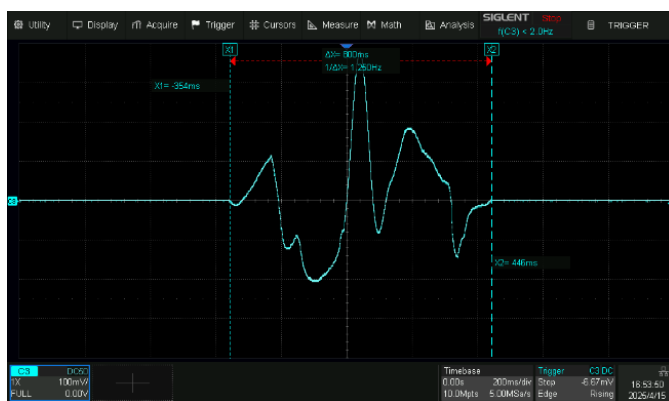 Utility Display Acquire Trigger Cursors Measure Math Analysis SIGLENT Stop TRIGGER
f(C3) < 2.0Hz
X1 X2
ΔX= 800ms
1/ΔX= 1.250Hz
X1= -354ms
C3
X2= 446ms
C3 DC50
1X 100mV/
FULL 0.00V
Timebase
0.00s 200ms/div
10.0Mpts 5.00MSa/s
Trigger C3 DC
Stop -6.67mV
Edge Rising
16:53:50
2025/4/15